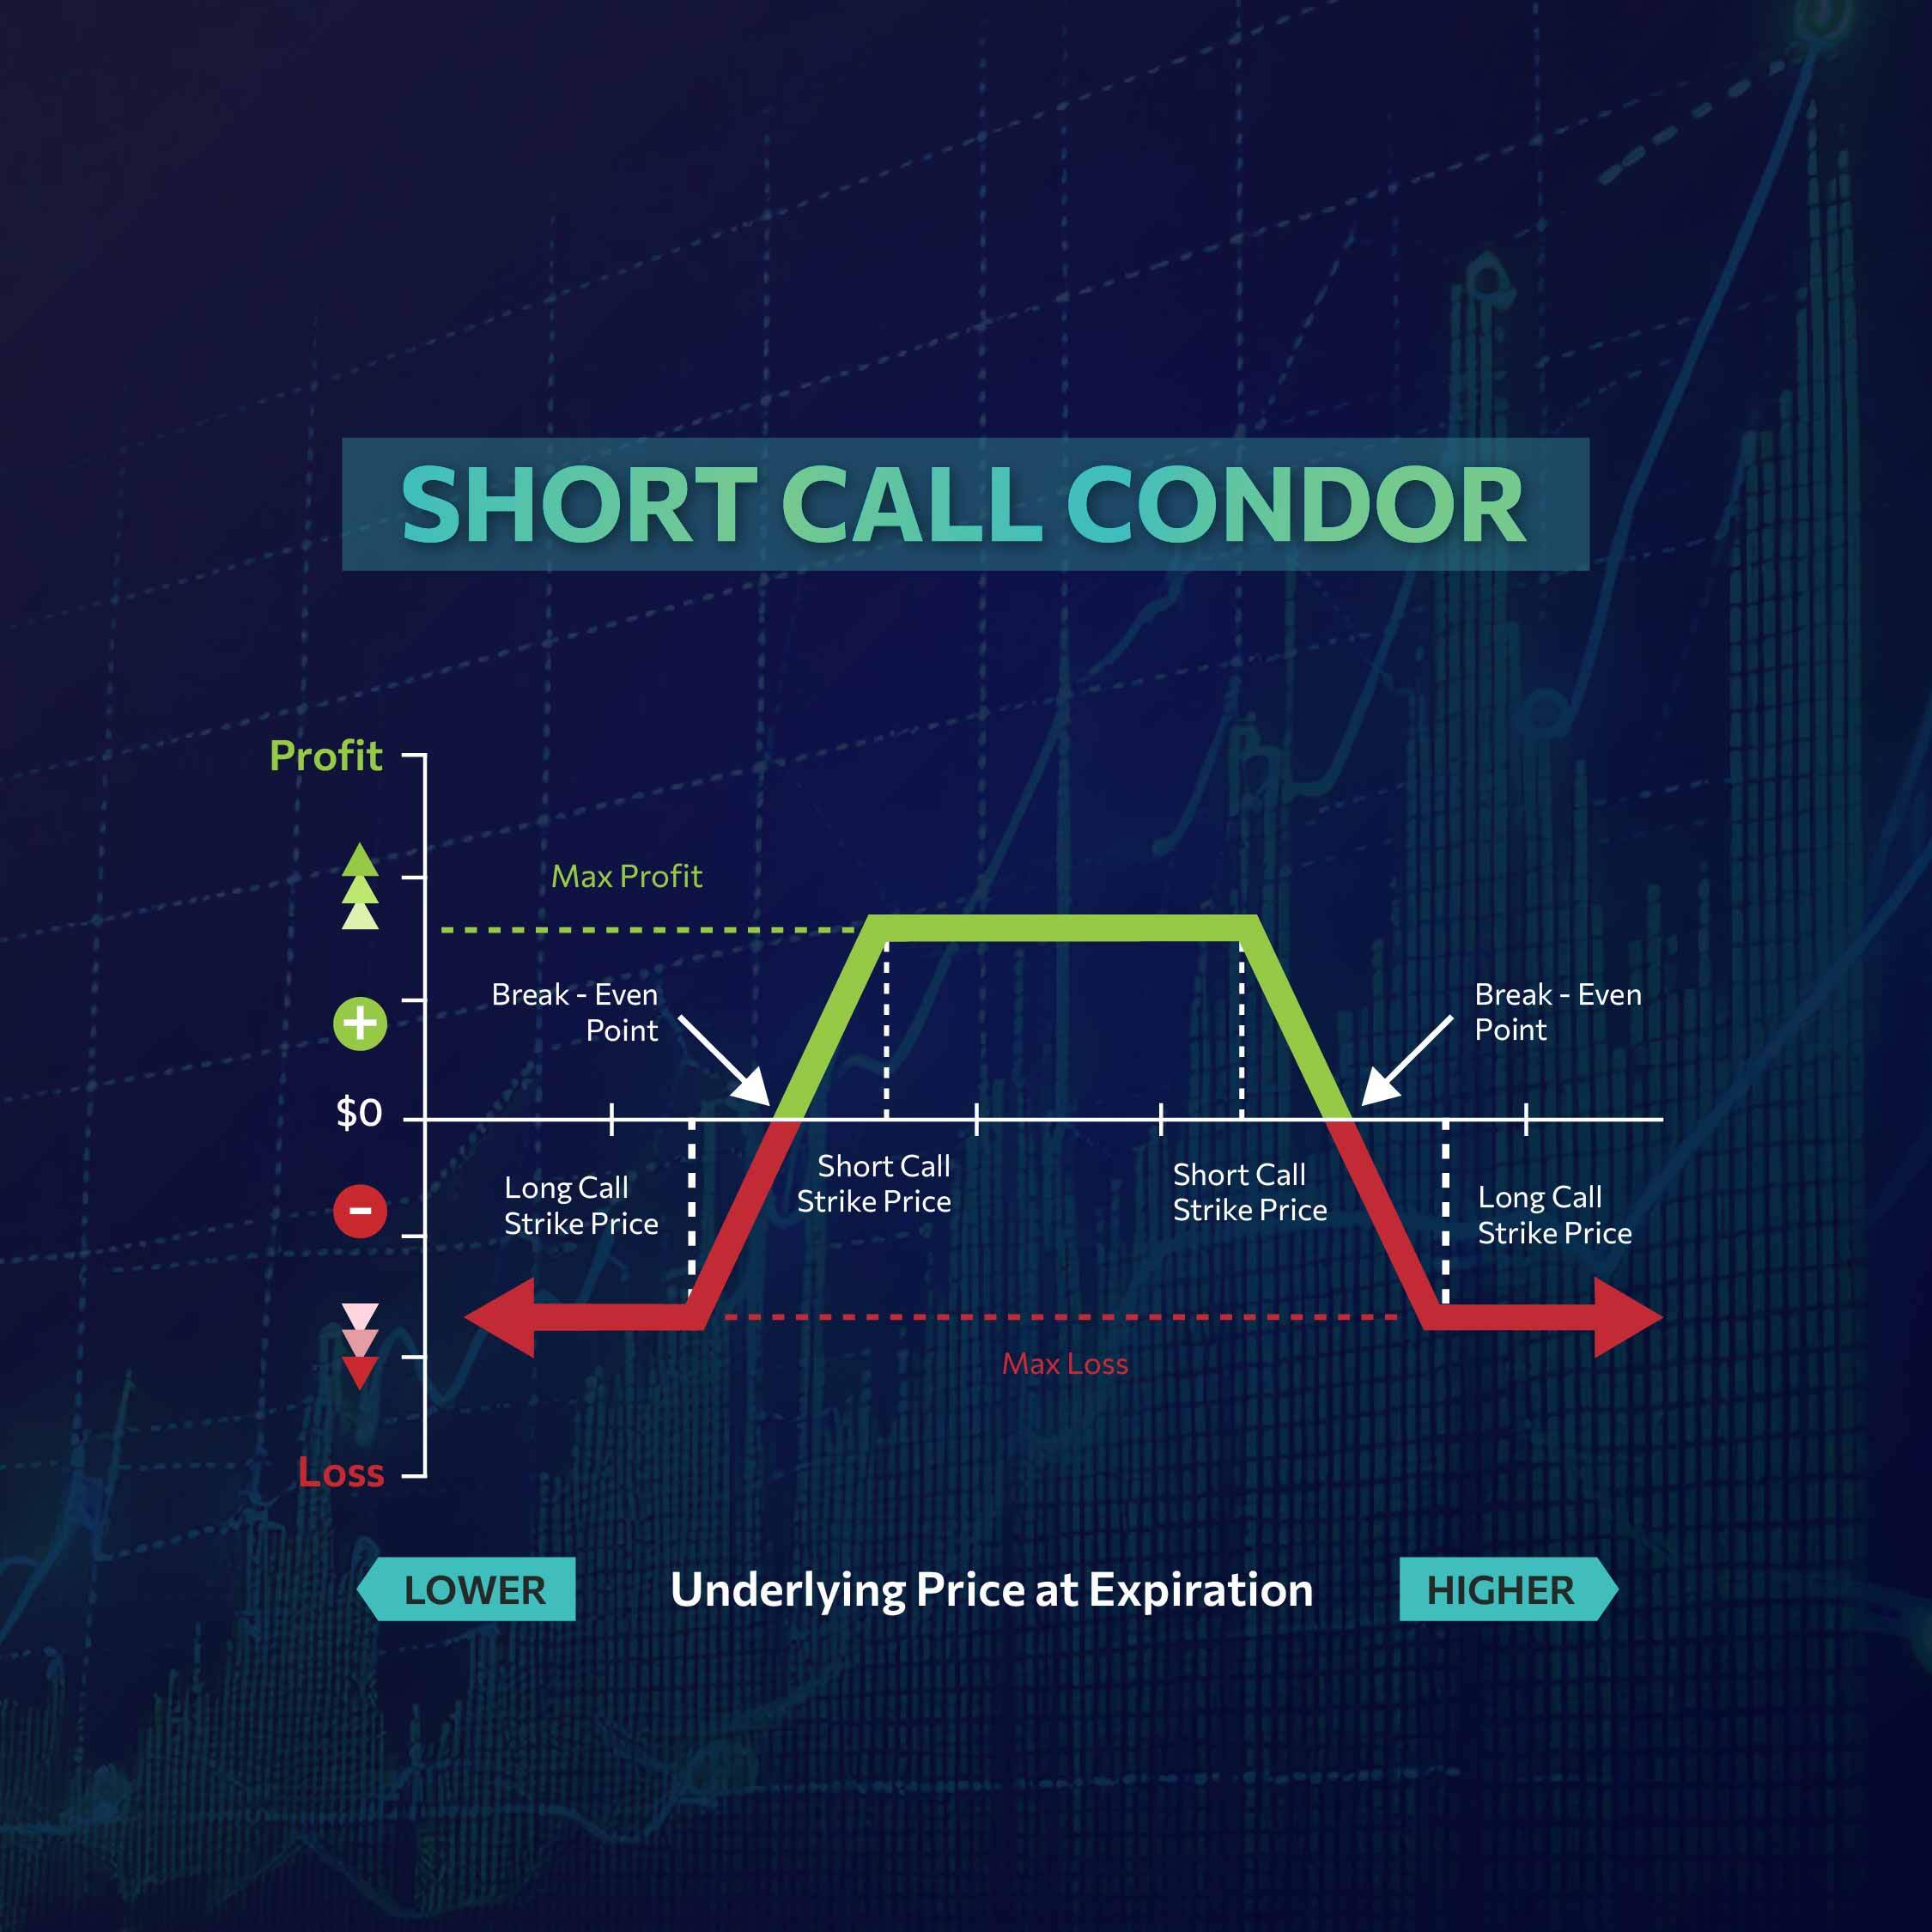 SHORT CALL CONDOR
Profit
Max Profit
Break - Even
Point
Break - Even
Point
$0
Long Call
Strike Price
Short Call
Strike Price
Short Call
Strike Price
Long Call
Strike Price
Max Loss
Loss
LOWER
Underlying Price at Expiration
HIGHER